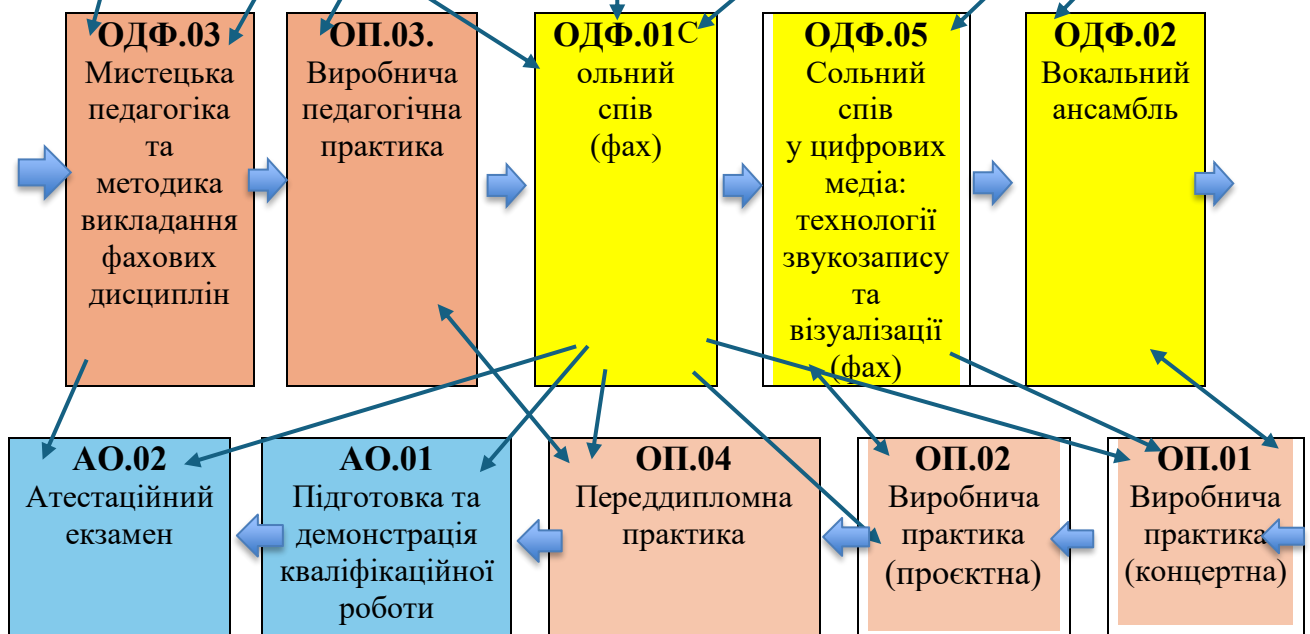 ОДФ.03
Мистецька
педагогіка
та
методика
викладання
фахових
дисциплін
ОП.03.
Виробнича
педагогічна
практика
ОДФ.01С
ольний
спів
(фах)
ОДФ.05
Сольний
спів
у цифрових
медіа:
технології
звукозапису
та
візуалізації
(фах)
ОДФ.02
Вокальний
ансамбль
АО.02
Атестаційний
екзамен
АО.01
Підготовка та
демонстрація
кваліфікаційної
роботи
ОП.04
Переддипломна
практика
ОП.02
Виробнича
практика
(проєктна)
ОП.01
Виробнича
практика
(концертна)